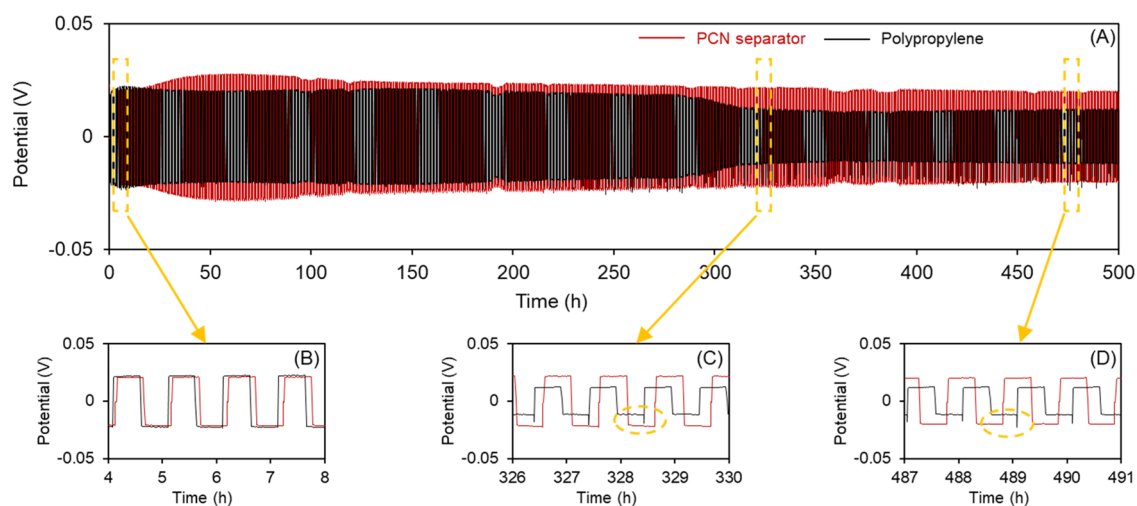 0.05
PCN separator
Polypropylene
(A)
Potential (V)
0
-0.05
0 50 100 150 200 250 300 350 400 450 500
Time (h)
0.05
(B)
Potential (V)
0
-0.05
4 5 6 7 8
Time (h)
0.05
(C)
Potential (V)
0
-0.05
326 327 328 329 330
Time (h)
0.05
(D)
Potential (V)
0
-0.05
487 488 489 490 491
Time (h)